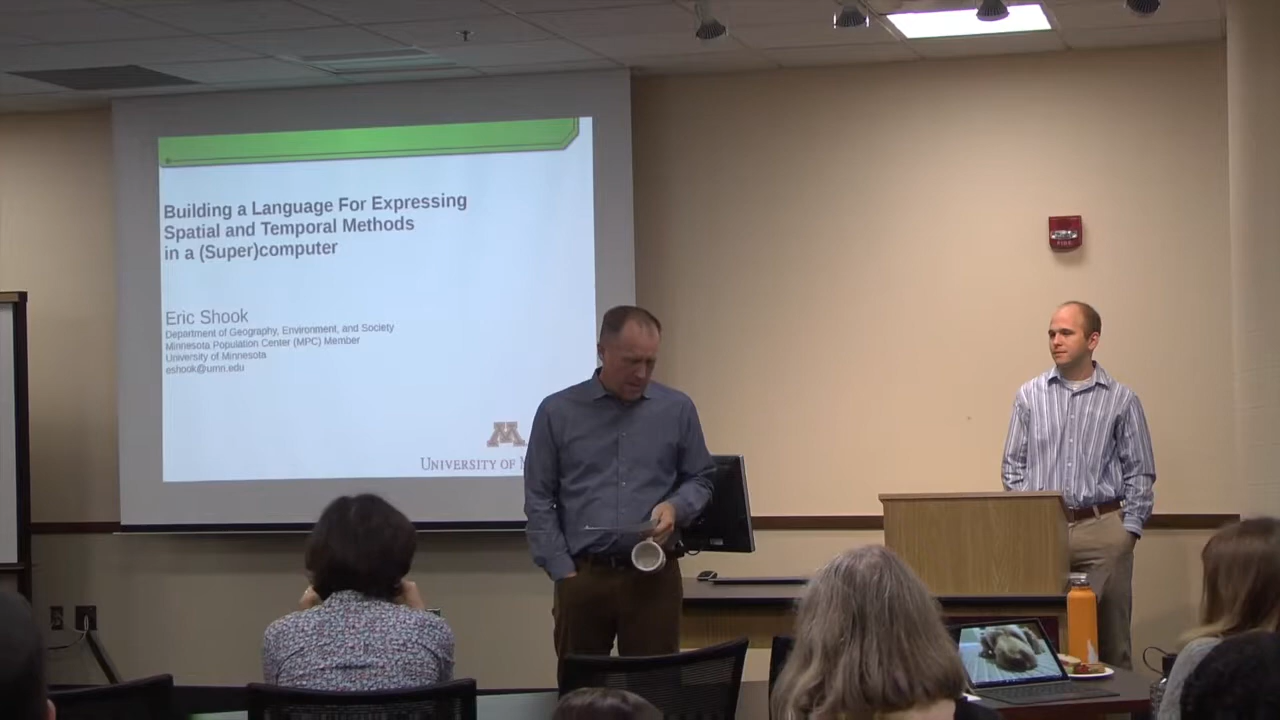 Building a Language For Expressing
Spatial and Temporal Methods
in a (Super)computer
Eric Shook
Department of Geography, Environment, and Society
Minnesota Population Center (MPC) Member
University of Minnesota
eshook@umn.edu
M
UNIVERSITY OF
FIRE